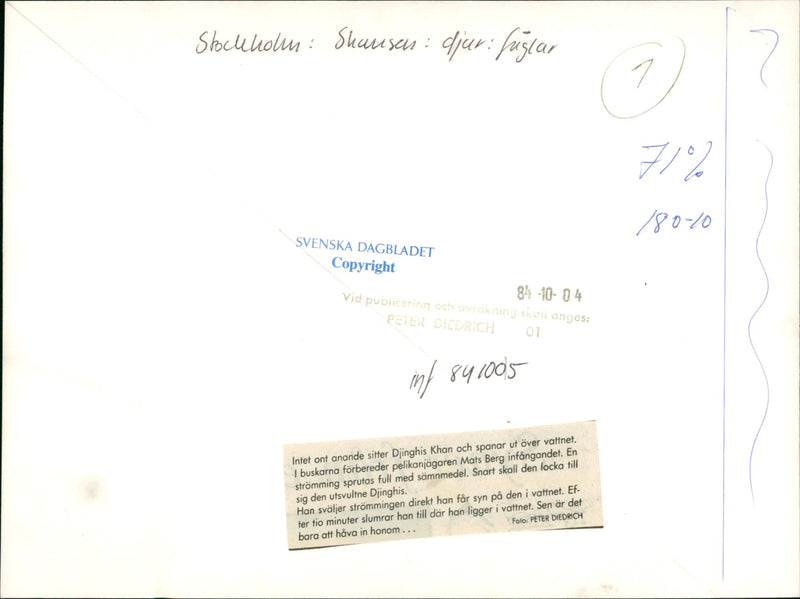 Stockholm: Skansen: djur: fåglar
1
71%
180-10
SVENSKA DAGBLADET
Copyright
84-10-04
Vid publicering och avräkning skall anges:
PETER DIEDRICH 01
inf 841005
Intet ont anande sitter Djinghis Khan och spanar ut över vattnet.
I buskarna förbereder pelikanjägaren Mats Berg infångandet. En
strömming sprutas full med sämnmedel. Snart skall den locka till
sig den utsvultne Djinghis.
Han sväljer strömmingen direkt han får syn på den i vattnet. Ef-
ter tio minuter slumrar han till där han ligger i vattnet. Sen är det
bara att håva in honom . . .
Foto: PETER DIEDRICH